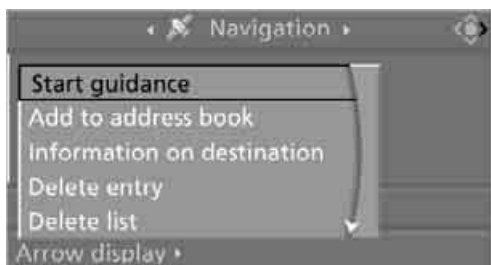 Navigation
Start guidance
Add to address book
Information on destination
Delete entry
Delete list
Arrow display